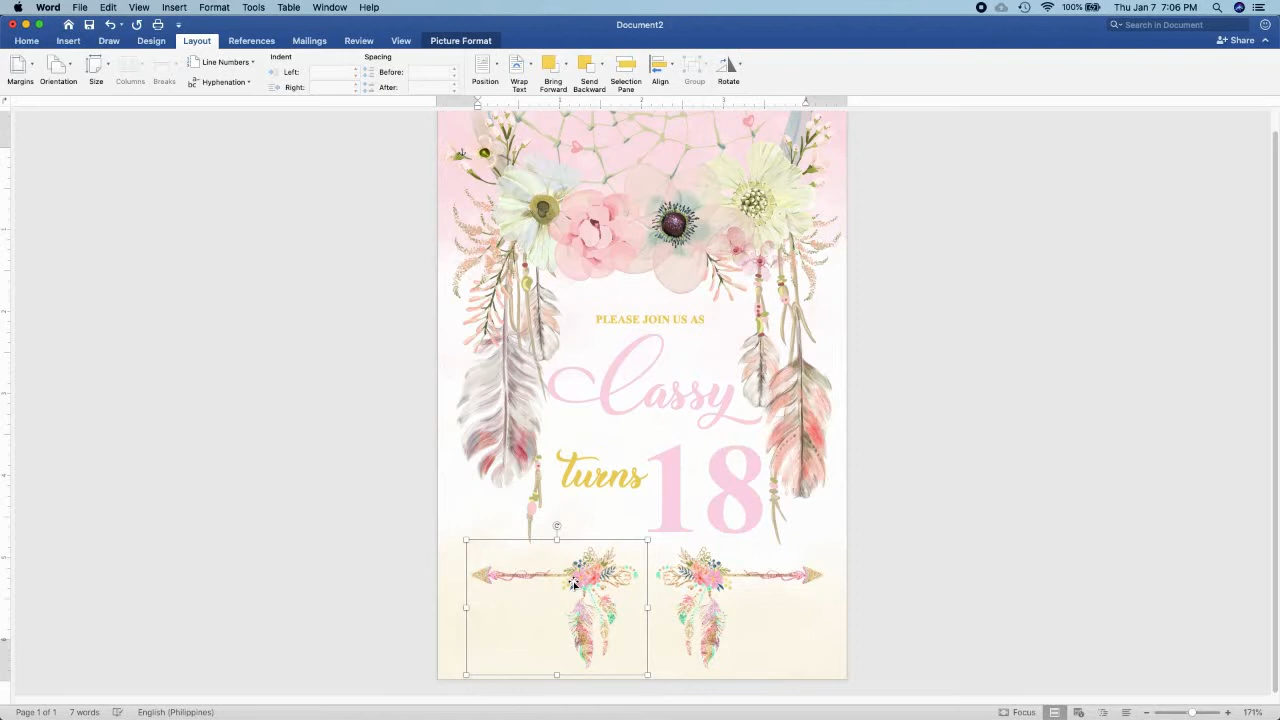 Word File Edit View Insert Format Tools Table Window Help
100% Thu Jan 7 7:06 PM
Document2
Search in Document
Home Insert Draw Design Layout References Mailings Review View Picture Format
Share
Margins Orientation Size Columns Breaks Line Numbers Hyphenation
Indent Left: Right:
Spacing Before: After:
Position Wrap Text Bring Forward Send Backward Selection Pane Align Group Rotate
PLEASE JOIN US AS
Classy
turns 18
Page 1 of 1 7 words English (Philippines)
Focus 171%